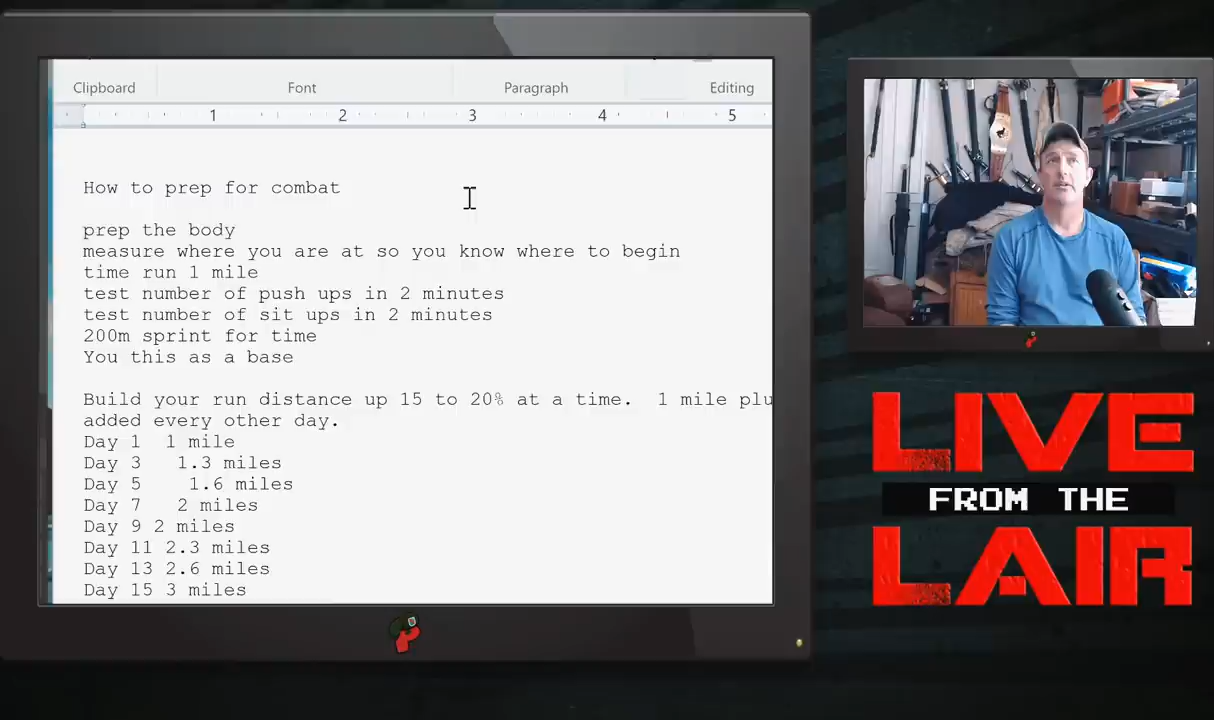 Clipboard Font Paragraph Editing
1 2 3 4 5
How to prep for combat
prep the body
measure where you are at so you know where to begin
time run 1 mile
test number of push ups in 2 minutes
test number of sit ups in 2 minutes
200m sprint for time
You this as a base
Build your run distance up 15 to 20% at a time. 1 mile plu
added every other day.
Day 1 1 mile
Day 3 1.3 miles
Day 5 1.6 miles
Day 7 2 miles
Day 9 2 miles
Day 11 2.3 miles
Day 13 2.6 miles
Day 15 3 miles
LIVE
FROM THE
LAIR